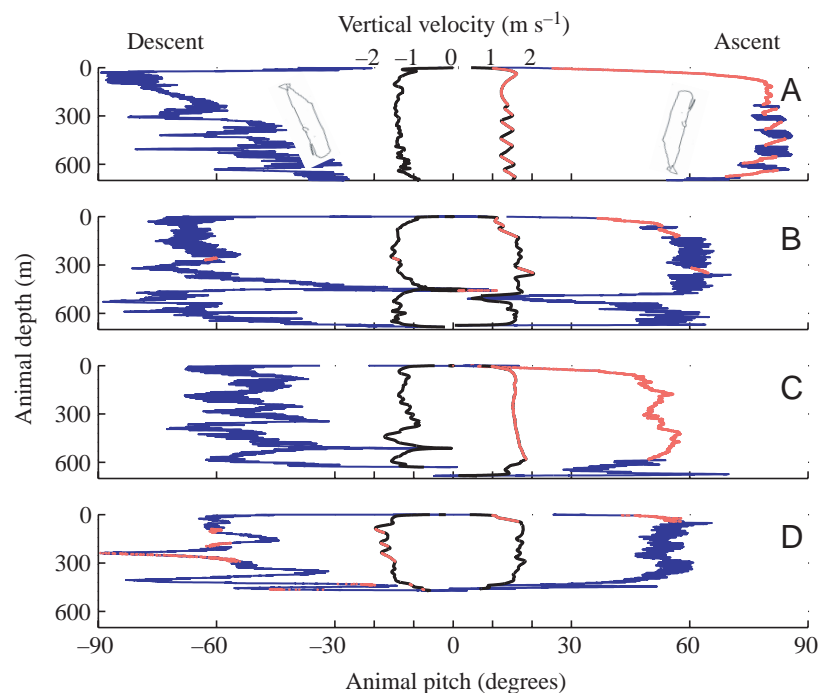 Vertical velocity (m s–1)
Descent –2 –1 0 1 2 Ascent
0
300
600
A
0
300
600
B
0
300
600
C
0
300
600
D
–90 –60 –30 0 30 60 90
Animal pitch (degrees)
Animal depth (m)